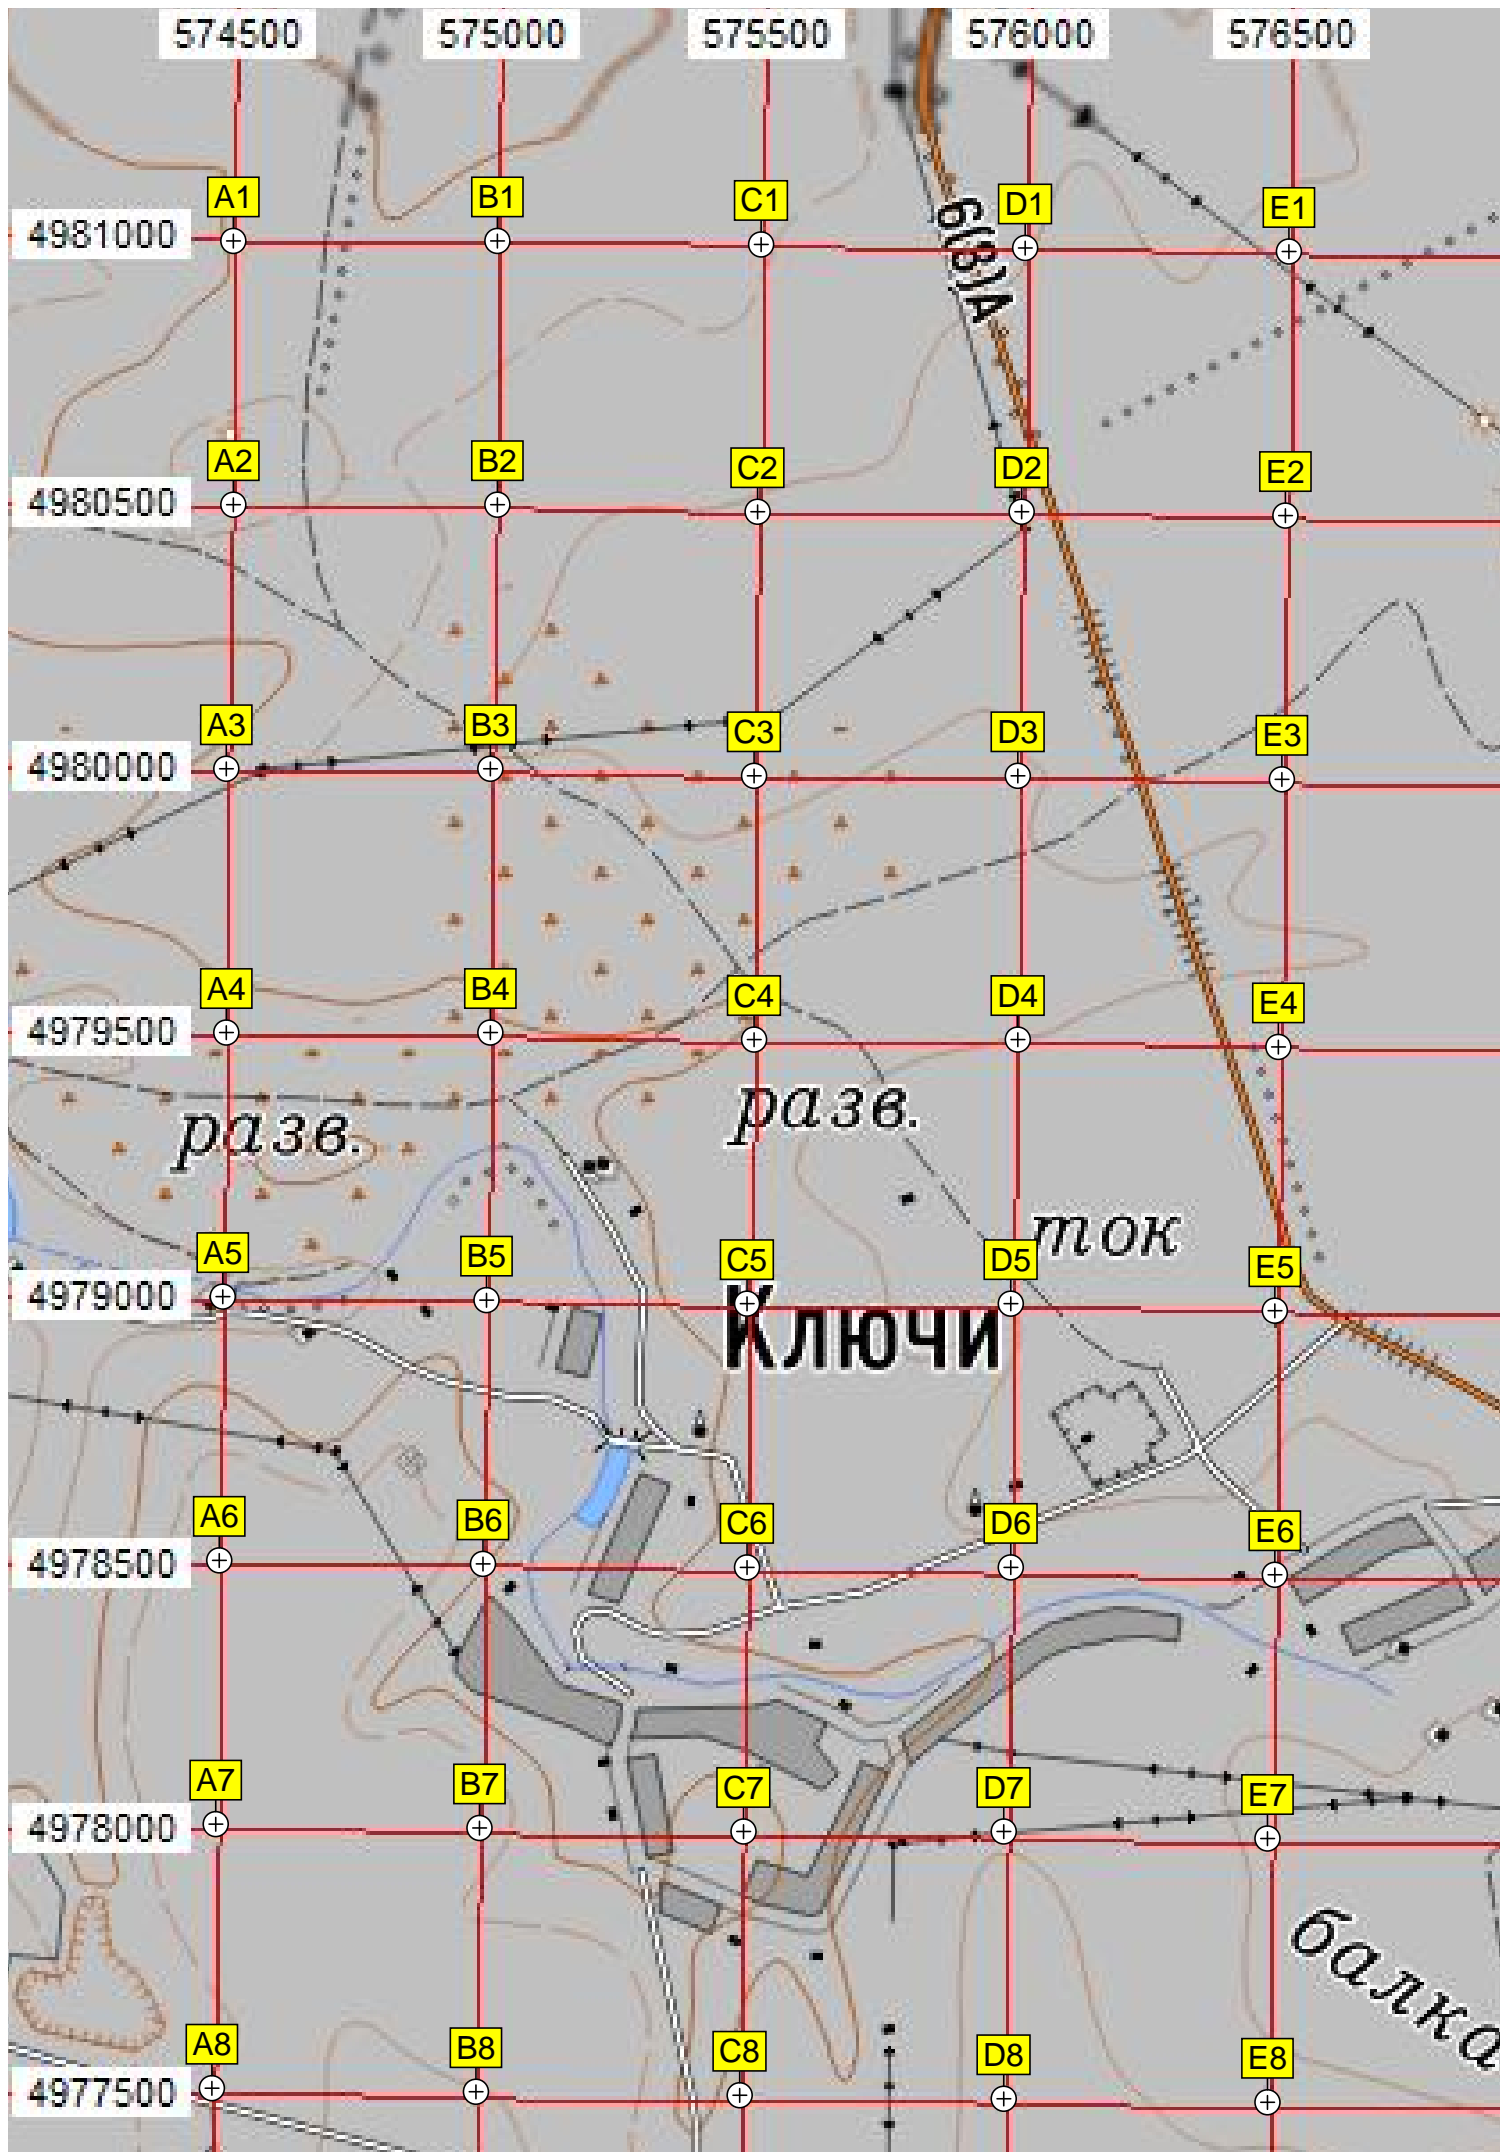 574500 575000 575500 576000 576500
A1 B1 C1 D1 E1
4981000
6(8)А
A2 B2 C2 D2 E2
4980500
A3 B3 C3 D3 E3
4980000
A4 B4 C4 D4 E4
4979500
разв. разв.
ток
A5 B5 C5 D5 E5
4979000
Ключи
A6 B6 C6 D6 E6
4978500
A7 B7 C7 D7 E7
4978000
балка
A8 B8 C8 D8 E8
4977500